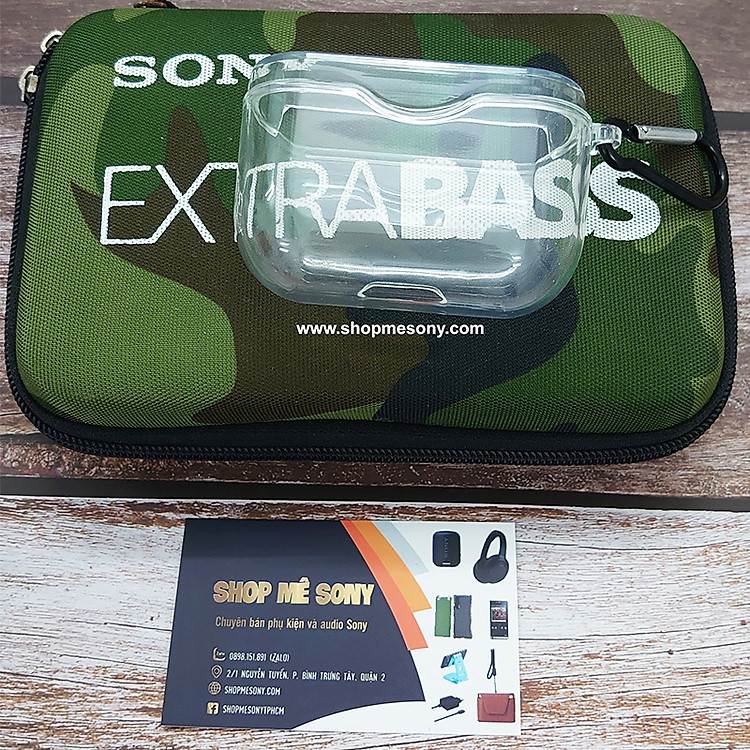 SONY
EXTRABASS
www.shopmesony.com
SHOP MÊ SONY
Chuyên bán phụ kiện và audio Sony
0898.151.891 (ZALO)
2/1 NGUYỄN TUYỂN, P. BÌNH TRƯNG TÂY, QUẬN 2
SHOPMESONY.COM
SHOPMESONYTPHCM